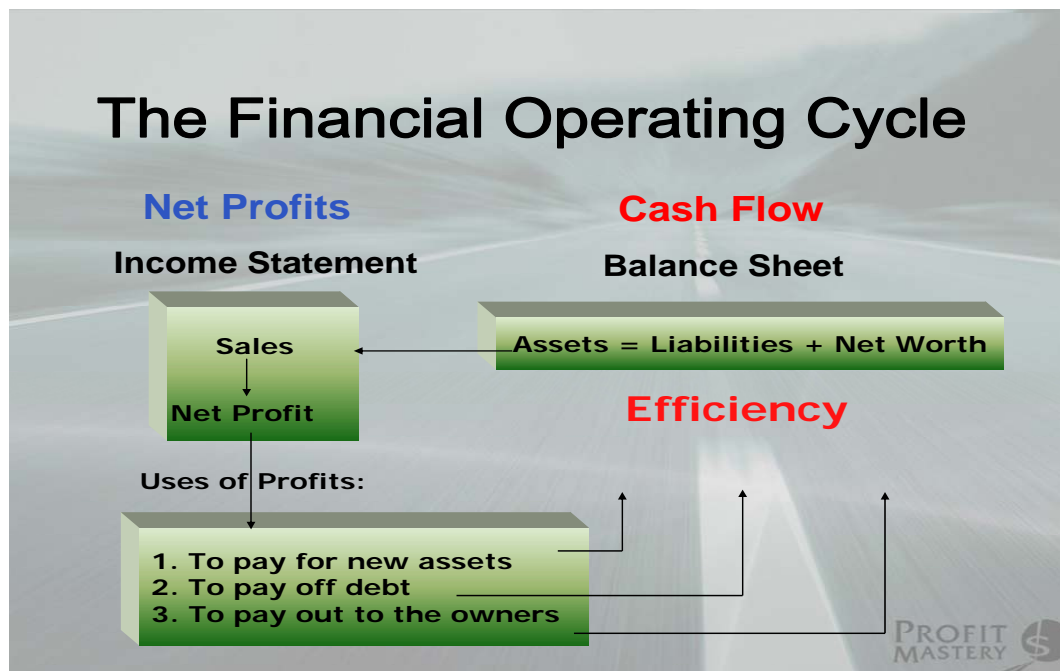 The Financial Operating Cycle
Net Profits
Income Statement
Sales
Net Profit
Cash Flow
Balance Sheet
Assets = Liabilities + Net Worth
Efficiency
Uses of Profits:
1. To pay for new assets
2. To pay off debt
3. To pay out to the owners
PROFIT
MASTERY
$